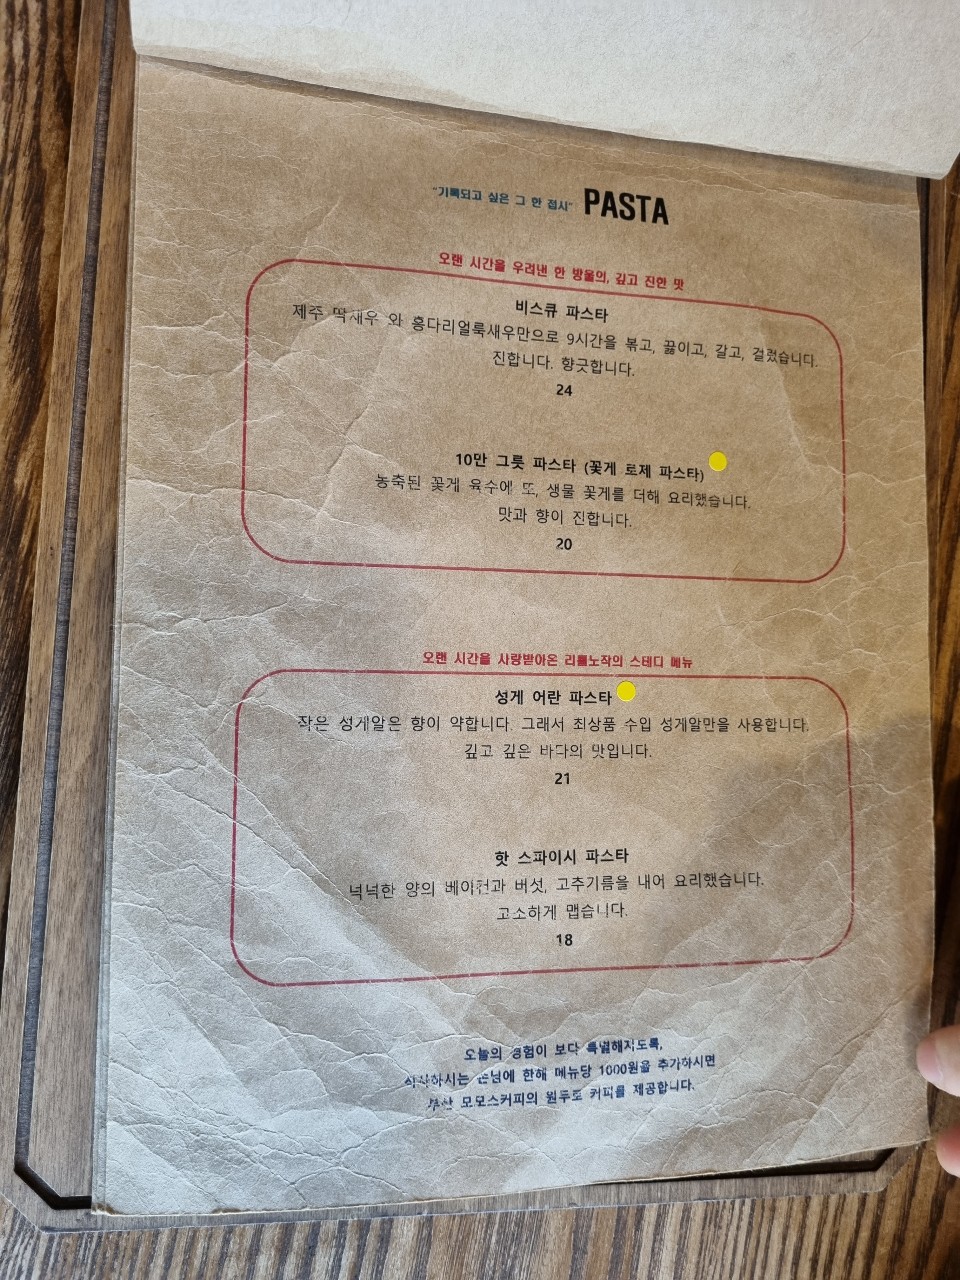 "기록되고 싶은 그 한 접시" PASTA
오랜 시간을 우려낸 한 방울의, 깊고 진한 맛
비스큐 파스타
제주 딱새우 와 홍다리얼룩새우만으로 9시간을 볶고, 끓이고, 갈고, 걸렀습니다.
진합니다. 향긋합니다.
24
10만 그릇 파스타 (꽃게 로제 파스타)
농축된 꽃게 육수에 또, 생물 꽃게를 더해 요리했습니다.
맛과 향이 진합니다.
20
오랜 시간을 사랑받아온 리틀노작의 스테디 메뉴
성게 어란 파스타
작은 성게알은 향이 약합니다. 그래서 최상품 수입 성게알만을 사용합니다.
깊고 깊은 바다의 맛입니다.
21
핫 스파이시 파스타
넉넉한 양의 베이컨과 버섯, 고추기름을 내어 요리했습니다.
고소하게 맵습니다.
18
오늘의 경험이 보다 특별해지도록,
식사하시는 손님에 한해 메뉴당 1000원을 추가하시면
부산 모모스커피의 원두로 커피를 제공합니다.